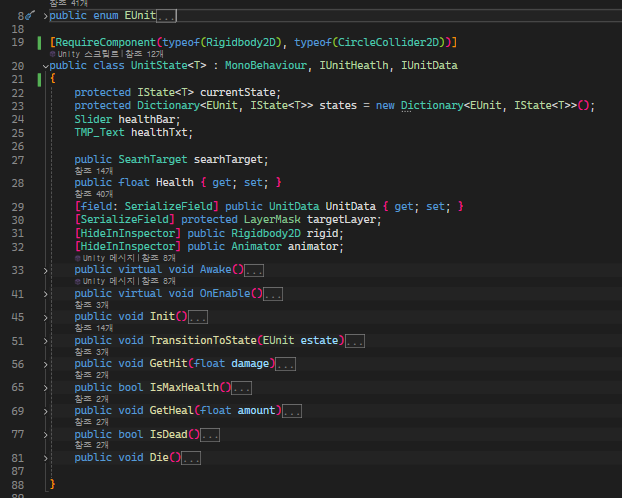 참조 41개
8 > public enum EUnit...
18
19 [RequireComponent(typeof(Rigidbody2D), typeof(CircleCollider2D))]
Unity 스크립트|참조 12개
20 public class UnitState<T> : MonoBehaviour, IUnitHeatlh, IUnitData
21 {
22 protected IState<T> currentState;
23 protected Dictionary<EUnit, IState<T>> states = new Dictionary<EUnit, IState<T>>();
24 Slider healthBar;
25 TMP_Text healthTxt;
26
27 public SearhTarget searhTarget;
참조 14개
28 public float Health { get; set; }
참조 40개
29 [field: SerializeField] public UnitData UnitData { get; set; }
30 [SerializeField] protected LayerMask targetLayer;
31 [HideInInspector] public Rigidbody2D rigid;
32 [HideInInspector] public Animator animator;
Unity 메시지|참조 8개
33 > public virtual void Awake()...
Unity 메시지|참조 8개
41 > public virtual void OnEnable()...
참조 3개
45 > public void Init()...
참조 14개
51 > public void TransitionToState(EUnit estate)...
참조 3개
56 > public void GetHit(float damage)...
참조 2개
65 > public bool IsMaxHealth()...
참조 2개
69 > public void GetHeal(float amount)...
참조 2개
77 > public bool IsDead()...
참조 2개
81 > public void Die()...
87
88 }
89